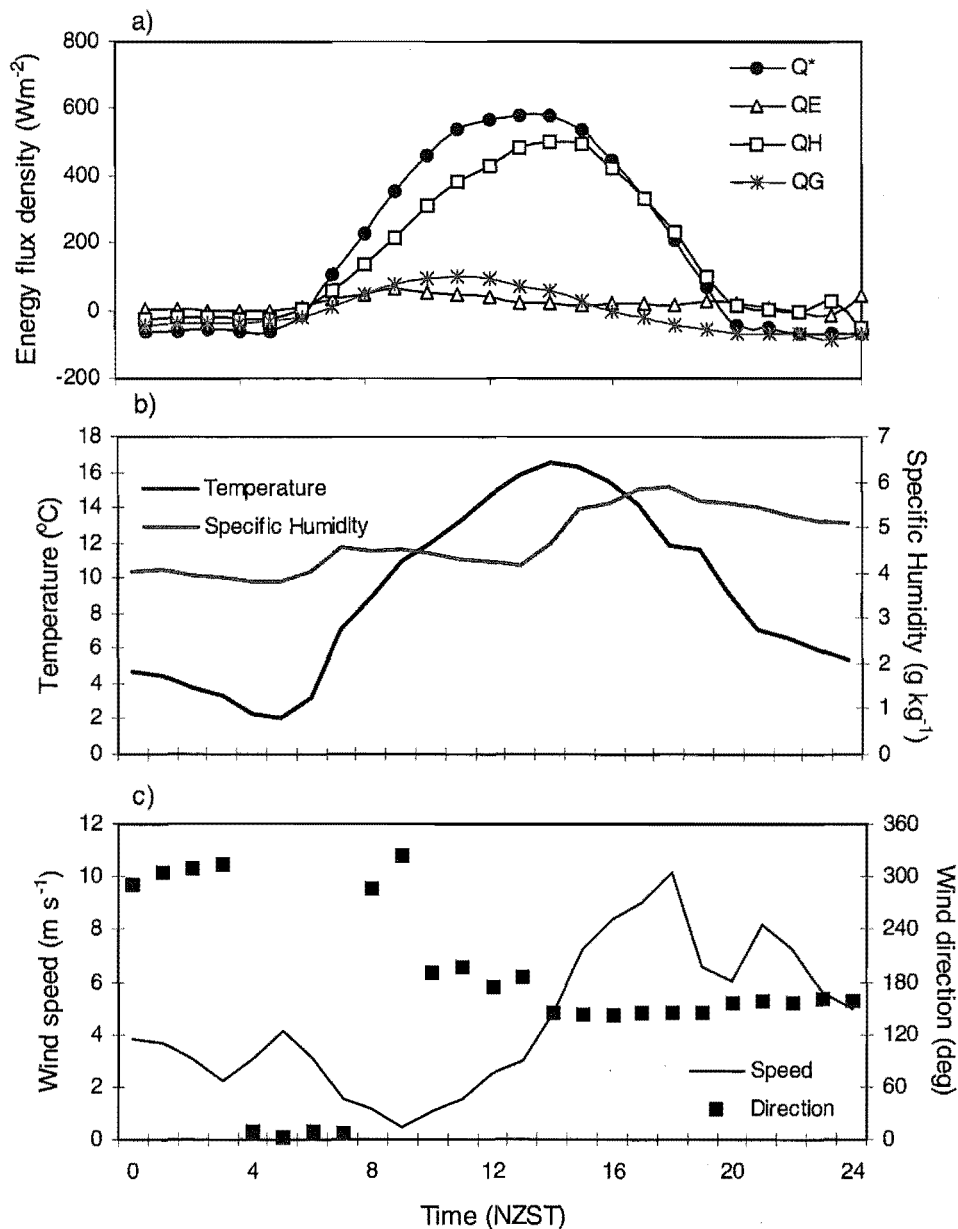 a)
Energy flux density (Wm⁻²)
800
600
400
200
0
-200
Q*
QE
QH
QG
b)
Temperature (ºC)
18
16
14
12
10
8
6
4
2
0
Temperature
Specific Humidity
7
6
5
4
3
2
1
0
Specific Humidity (g kg⁻¹)
c)
Wind speed (m s⁻¹)
12
10
8
6
4
2
0
Speed
Direction
360
300
240
180
120
60
0
Wind direction (deg)
0 4 8 12 16 20 24
Time (NZST)